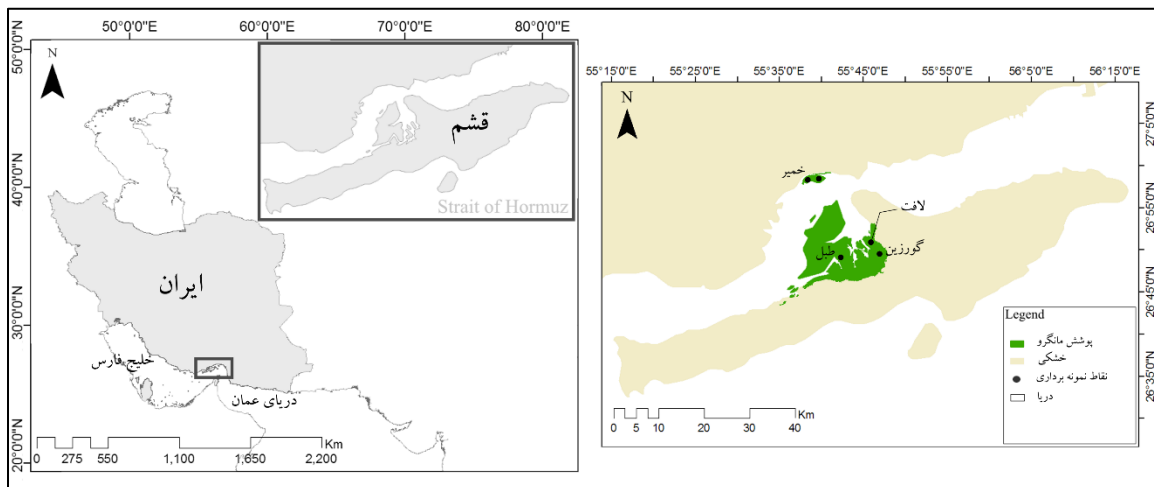 50°0'0"E 60°0'0"E 70°0'0"E 80°0'0"E
50°0'0"N
40°0'0"N
30°0'0"N
20°0'0"N
N
قشم
Strait of Hormuz
ایران
خلیج فارس
دریای عمان
Km
0 275 550 1,100 1,650 2,200
55°15'0"E 55°25'0"E 55°35'0"E 55°45'0"E 55°55'0"E 56°5'0"E 56°15'0"E
27°5'0"N
26°55'0"N
26°45'0"N
26°35'0"N
N
خمیر
لافت
گورزین
طبل
Legend
پوشش مانگرو
خشکی
نقاط نمونه برداری
دریا
Km
0 5 10 20 30 40